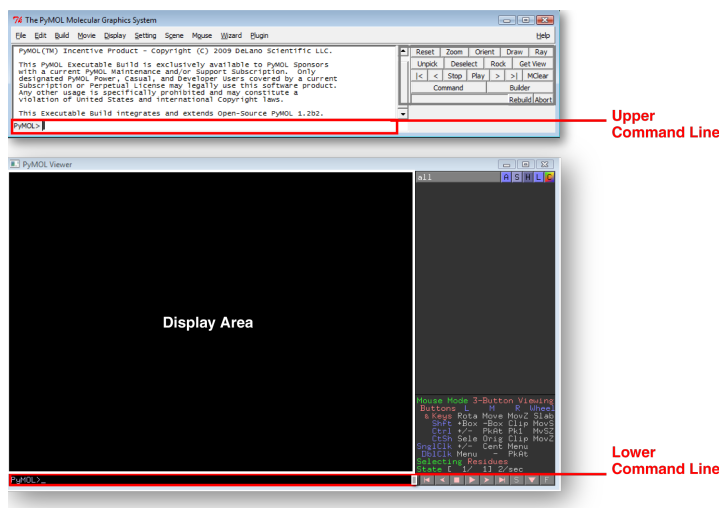 The PyMOL Molecular Graphics System
File Edit Build Movie Display Setting Scene Mouse Wizard Plugin Help
PyMOL(TM) Incentive Product - Copyright (C) 2009 DeLano Scientific LLC.
This PyMOL Executable Build is exclusively available to PyMOL Sponsors
with a current PyMOL Maintenance and/or Support Subscription. Only
designated PyMOL Power, Casual, and Developer Users covered by a current
Subscription or Perpetual License may legally use this software product.
Any other usage is specifically prohibited and may constitute a
violation of United States and international Copyright laws.
This Executable Build integrates and extends Open-Source PyMOL 1.2b2.
PyMOL>
Reset Zoom Orient Draw Ray
Unpick Deselect Rock Get View
|< < Stop Play > >| MClear
Command Builder
Rebuild Abort
Upper
Command Line
PyMOL Viewer
all A S H L C
Display Area
Mouse Mode 3-Button Viewing
Buttons L M R Wheel
& Keys Rota Move MovZ Slab
Shft +Box -Box Clip MovS
Ctrl +/- PkAt Pk1 MvSZ
CtSh Sele Orig Clip MovZ
SnglClk +/- Cent Menu
DblClk Menu - PkAt
Selecting Residues
State [ 1/ 1] 2/sec
Lower
Command Line
PyMOL>_
S F